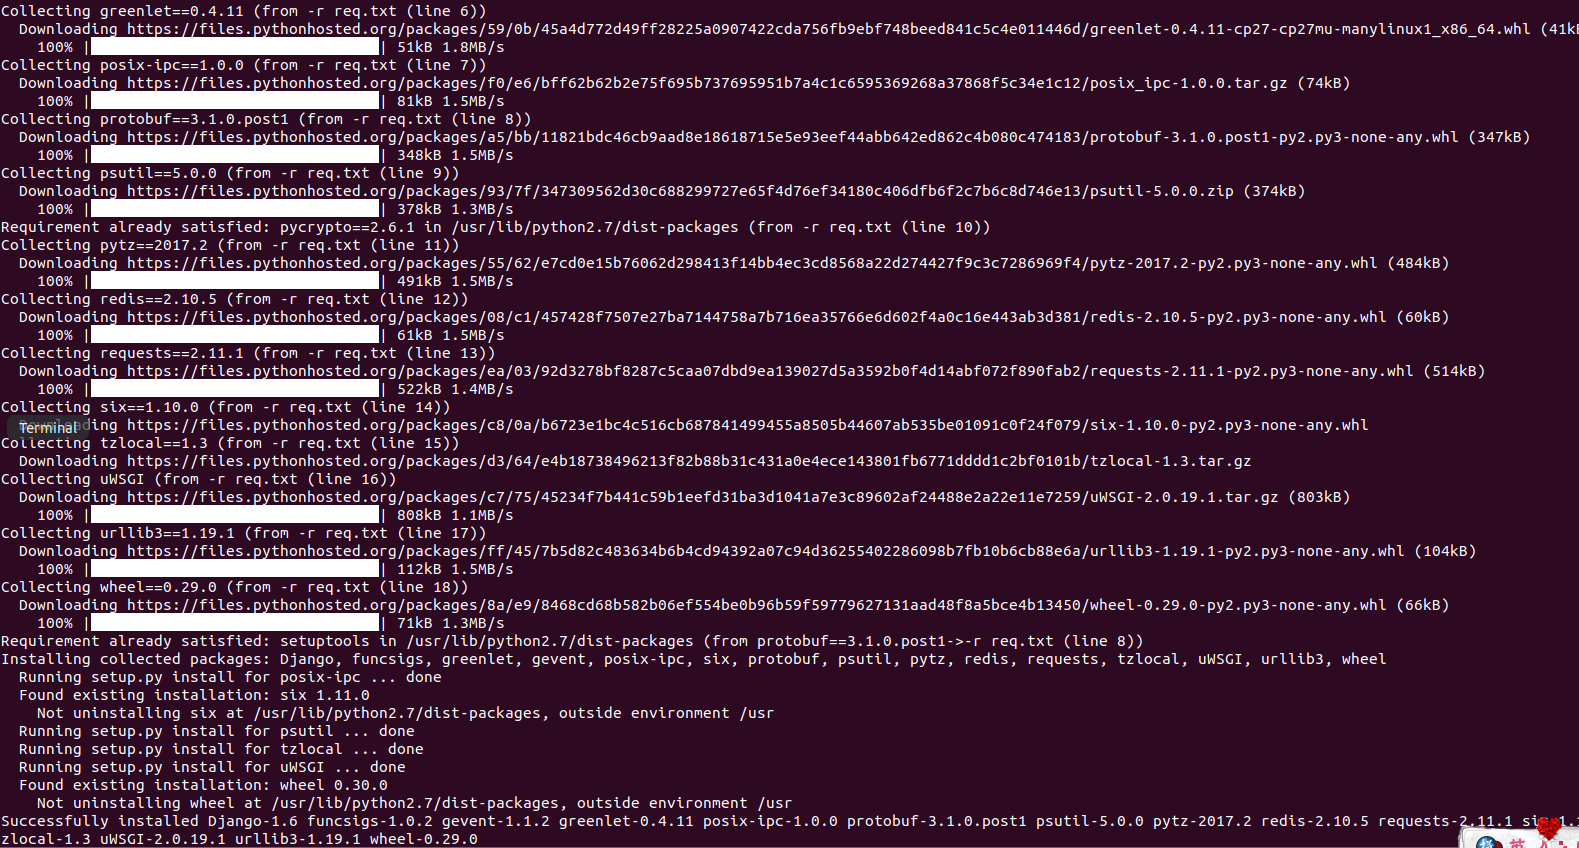 Collecting greenlet==0.4.11 (from -r req.txt (line 6))
Downloading https://files.pythonhosted.org/packages/59/0b/45a4d772d49ff28225a0907422cda756fb9ebf748beed841c5c4e011446d/greenlet-0.4.11-cp27-cp27mu-manylinux1_x86_64.whl (41kB
100% | | 51kB 1.8MB/s
Collecting posix-ipc==1.0.0 (from -r req.txt (line 7))
Downloading https://files.pythonhosted.org/packages/f0/e6/bff62b62b2e75f695b737695951b7a4c1c6595369268a37868f5c34e1c12/posix_ipc-1.0.0.tar.gz (74kB)
100% | | 81kB 1.5MB/s
Collecting protobuf==3.1.0.post1 (from -r req.txt (line 8))
Downloading https://files.pythonhosted.org/packages/a5/bb/11821bdc46cb9aad8e18618715e5e93eef44abb642ed862c4b080c474183/protobuf-3.1.0.post1-py2.py3-none-any.whl (347kB)
100% | | 348kB 1.5MB/s
Collecting psutil==5.0.0 (from -r req.txt (line 9))
Downloading https://files.pythonhosted.org/packages/93/7f/347309562d30c688299727e65f4d76ef34180c406dfb6f2c7b6c8d746e13/psutil-5.0.0.zip (374kB)
100% | | 378kB 1.3MB/s
Requirement already satisfied: pycrypto==2.6.1 in /usr/lib/python2.7/dist-packages (from -r req.txt (line 10))
Collecting pytz==2017.2 (from -r req.txt (line 11))
Downloading https://files.pythonhosted.org/packages/55/62/e7cd0e15b76062d298413f14bb4ec3cd8568a22d274427f9c3c7286969f4/pytz-2017.2-py2.py3-none-any.whl (484kB)
100% | | 491kB 1.5MB/s
Collecting redis==2.10.5 (from -r req.txt (line 12))
Downloading https://files.pythonhosted.org/packages/08/c1/457428f7507e27ba7144758a7b716ea35766e6d602f4a0c16e443ab3d381/redis-2.10.5-py2.py3-none-any.whl (60kB)
100% | | 61kB 1.5MB/s
Collecting requests==2.11.1 (from -r req.txt (line 13))
Downloading https://files.pythonhosted.org/packages/ea/03/92d3278bf8287c5caa07dbd9ea139027d5a3592b0f4d14abf072f890fab2/requests-2.11.1-py2.py3-none-any.whl (514kB)
100% | | 522kB 1.4MB/s
Collecting six==1.10.0 (from -r req.txt (line 14))
Terminal https://files.pythonhosted.org/packages/c8/0a/b6723e1bc4c516cb687841499455a8505b44607ab535be01091c0f24f079/six-1.10.0-py2.py3-none-any.whl
Collecting tzlocal==1.3 (from -r req.txt (line 15))
Downloading https://files.pythonhosted.org/packages/d3/64/e4b18738496213f82b88b31c431a0e4ece143801fb6771dddd1c2bf0101b/tzlocal-1.3.tar.gz
Collecting uWSGI (from -r req.txt (line 16))
Downloading https://files.pythonhosted.org/packages/c7/75/45234f7b441c59b1eefd31ba3d1041a7e3c89602af24488e2a22e11e7259/uWSGI-2.0.19.1.tar.gz (803kB)
100% | | 808kB 1.1MB/s
Collecting urllib3==1.19.1 (from -r req.txt (line 17))
Downloading https://files.pythonhosted.org/packages/ff/45/7b5d82c483634b6b4cd94392a07c94d36255402286098b7fb10b6cb88e6a/urllib3-1.19.1-py2.py3-none-any.whl (104kB)
100% | | 112kB 1.5MB/s
Collecting wheel==0.29.0 (from -r req.txt (line 18))
Downloading https://files.pythonhosted.org/packages/8a/e9/8468cd68b582b06ef554be0b96b59f59779627131aad48f8a5bce4b13450/wheel-0.29.0-py2.py3-none-any.whl (66kB)
100% | | 71kB 1.3MB/s
Requirement already satisfied: setuptools in /usr/lib/python2.7/dist-packages (from protobuf==3.1.0.post1->-r req.txt (line 8))
Installing collected packages: Django, funcsigs, greenlet, gevent, posix-ipc, six, protobuf, psutil, pytz, redis, requests, tzlocal, uWSGI, urllib3, wheel
Running setup.py install for posix-ipc ... done
Found existing installation: six 1.11.0
Not uninstalling six at /usr/lib/python2.7/dist-packages, outside environment /usr
Running setup.py install for psutil ... done
Running setup.py install for tzlocal ... done
Running setup.py install for uWSGI ... done
Found existing installation: wheel 0.30.0
Not uninstalling wheel at /usr/lib/python2.7/dist-packages, outside environment /usr
Successfully installed Django-1.6 funcsigs-1.0.2 gevent-1.1.2 greenlet-0.4.11 posix-ipc-1.0.0 protobuf-3.1.0.post1 psutil-5.0.0 pytz-2017.2 redis-2.10.5 requests-2.11.1
zlocal-1.3 uWSGI-2.0.19.1 urllib3-1.19.1 wheel-0.29.0